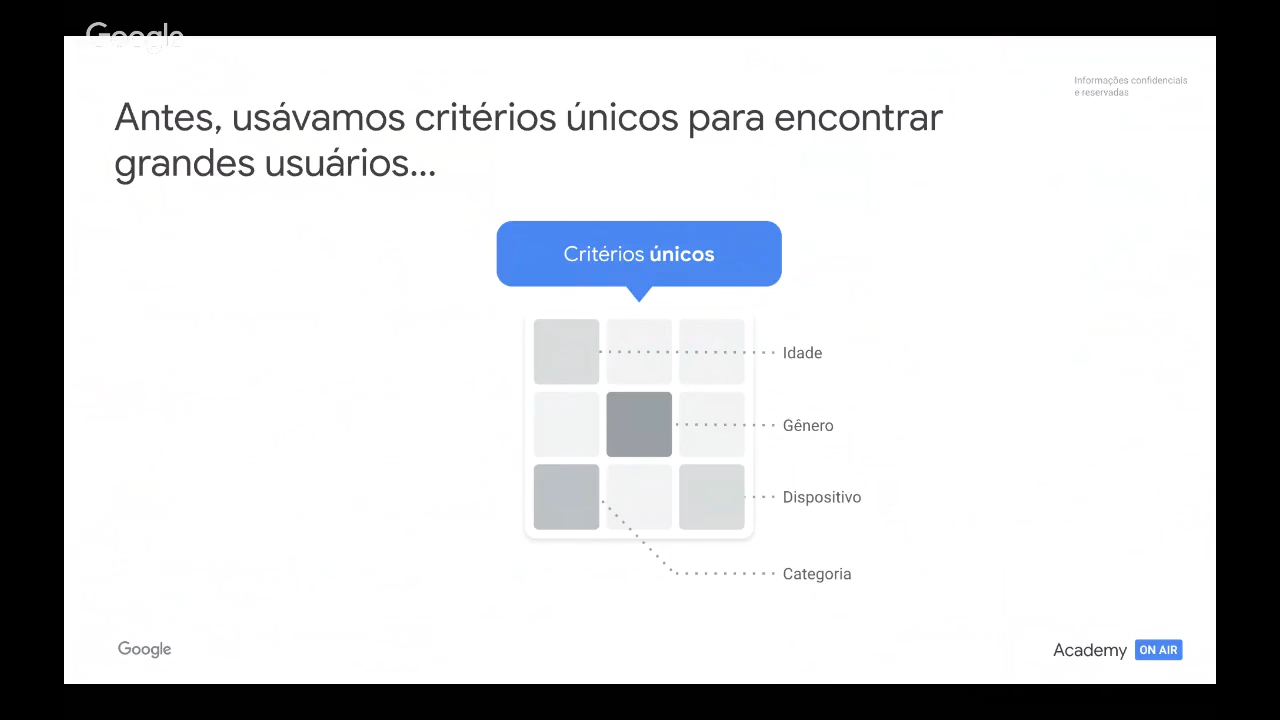 Google
Informações confidenciais
e reservadas
Antes, usávamos critérios únicos para encontrar
grandes usuários...
Critérios únicos
Idade
Gênero
Dispositivo
Categoria
Google
Academy ON AIR